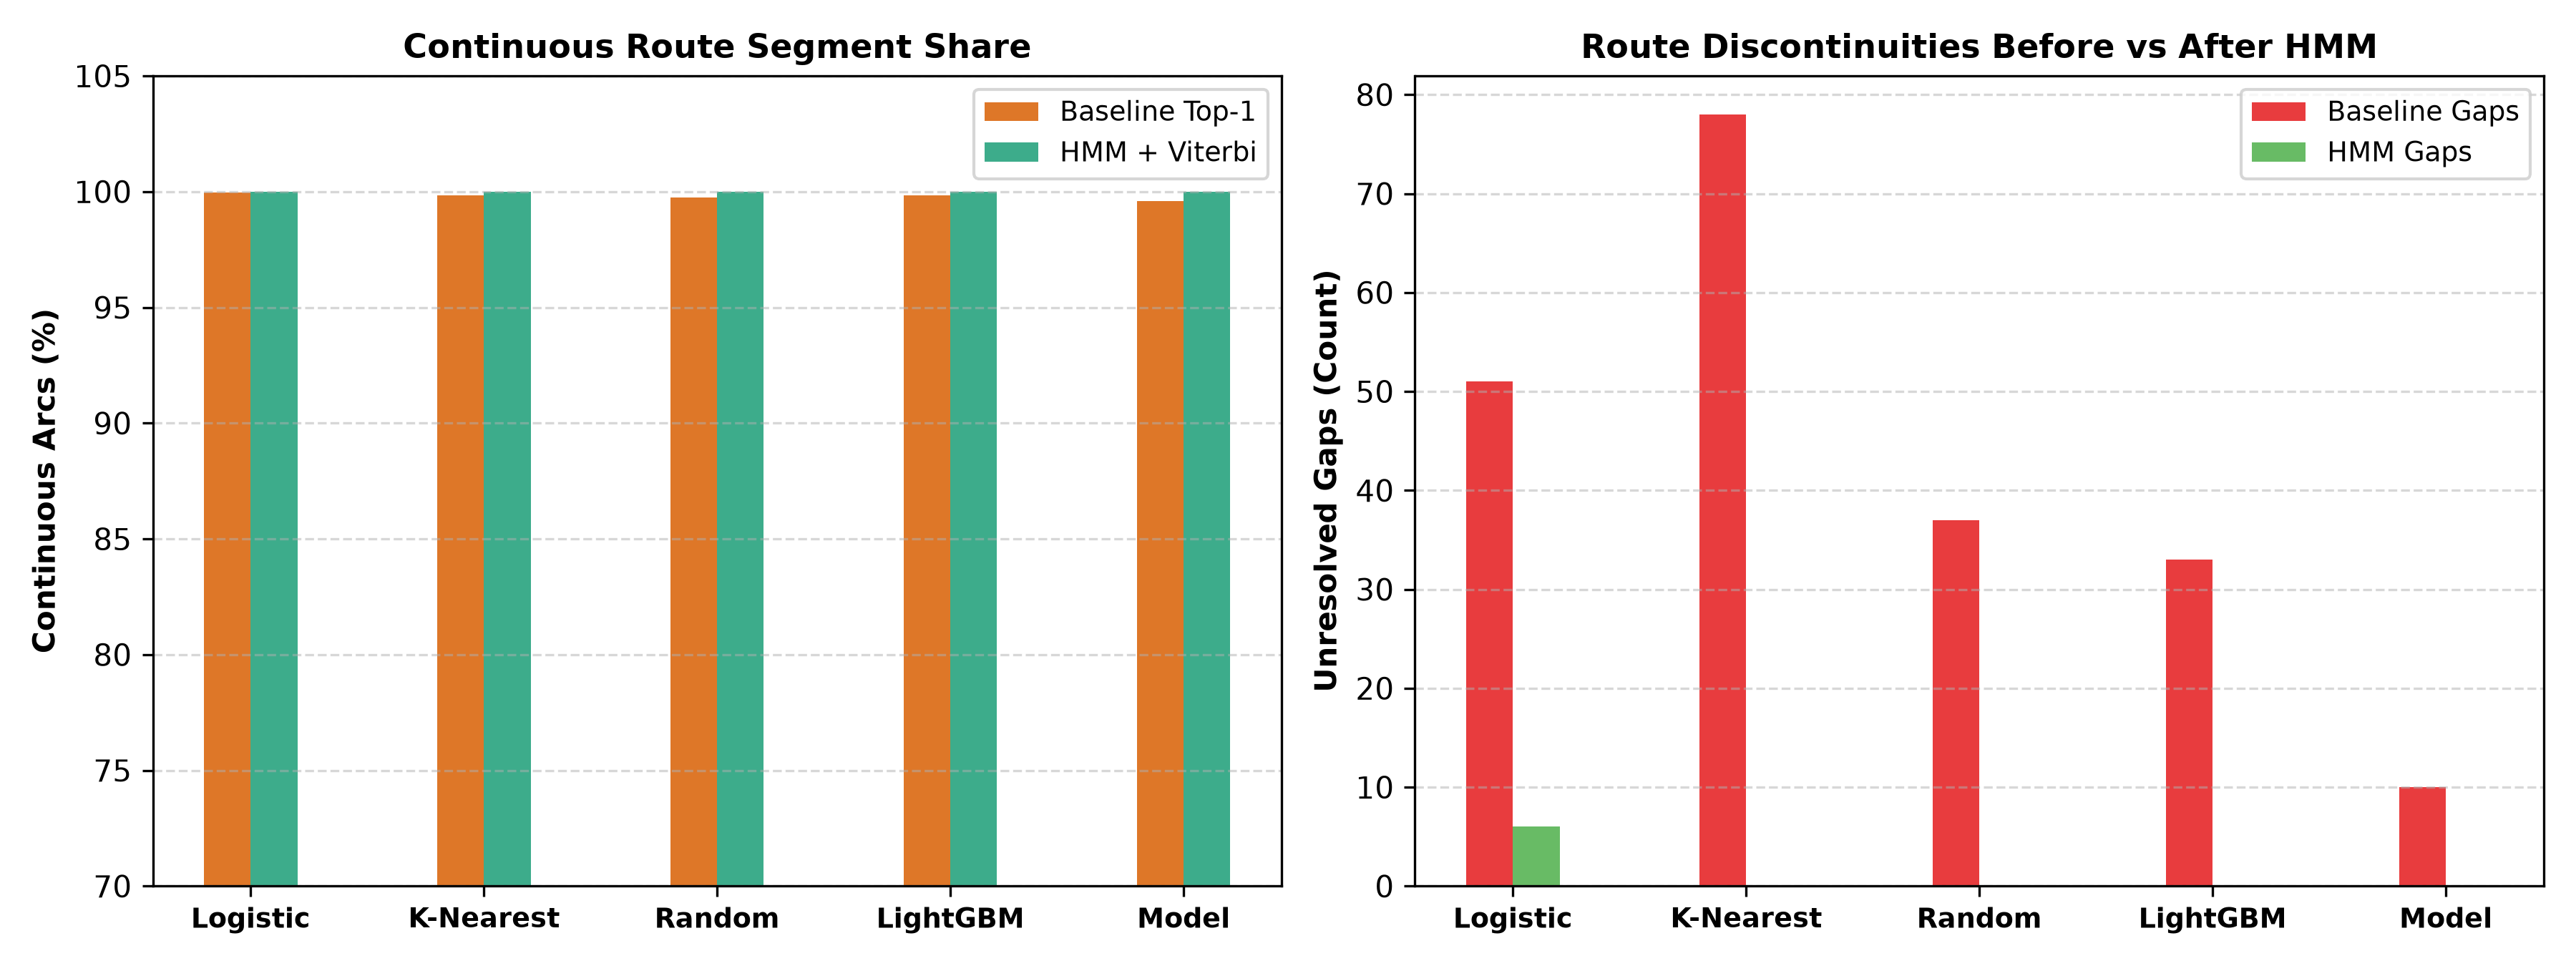 Continuous Route Segment Share
Continuous Arcs (%)
105
100
95
90
85
80
75
70
Baseline Top-1
HMM + Viterbi
Logistic
K-Nearest
Random
LightGBM
Model
Route Discontinuities Before vs After HMM
Unresolved Gaps (Count)
80
70
60
50
40
30
20
10
0
Baseline Gaps
HMM Gaps
Logistic
K-Nearest
Random
LightGBM
Model